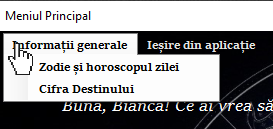 Meniul Principal
Informații generale Ieșire din aplicație
Zodie și horoscopul zilei
Cifra Destinului
Bună, Bianca! Ce ai vrea să